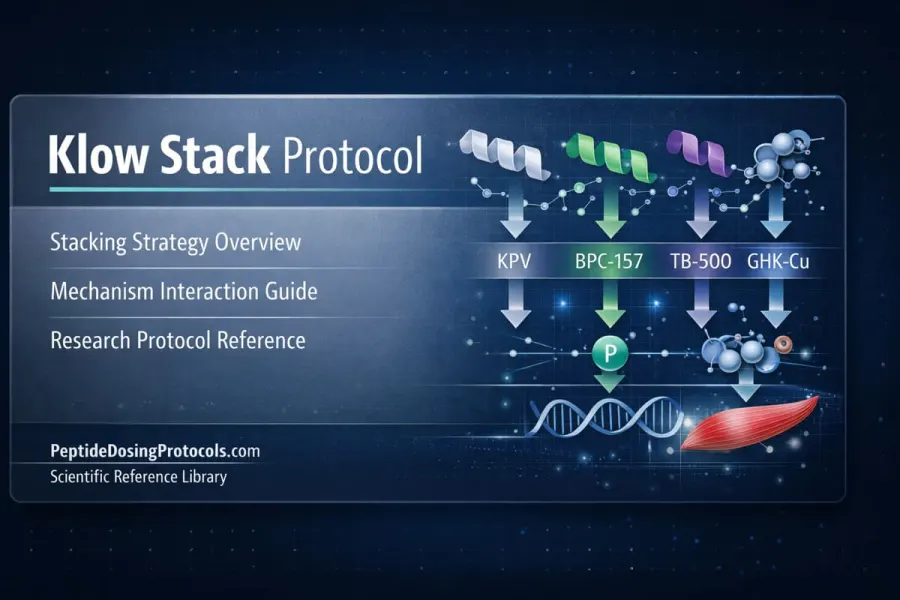 Klow Stack Protocol
Stacking Strategy Overview
Mechanism Interaction Guide
Research Protocol Reference
PeptideDosingProtocols.com
Scientific Reference Library
KPV BPC-157 TB-500 GHK-Cu
P